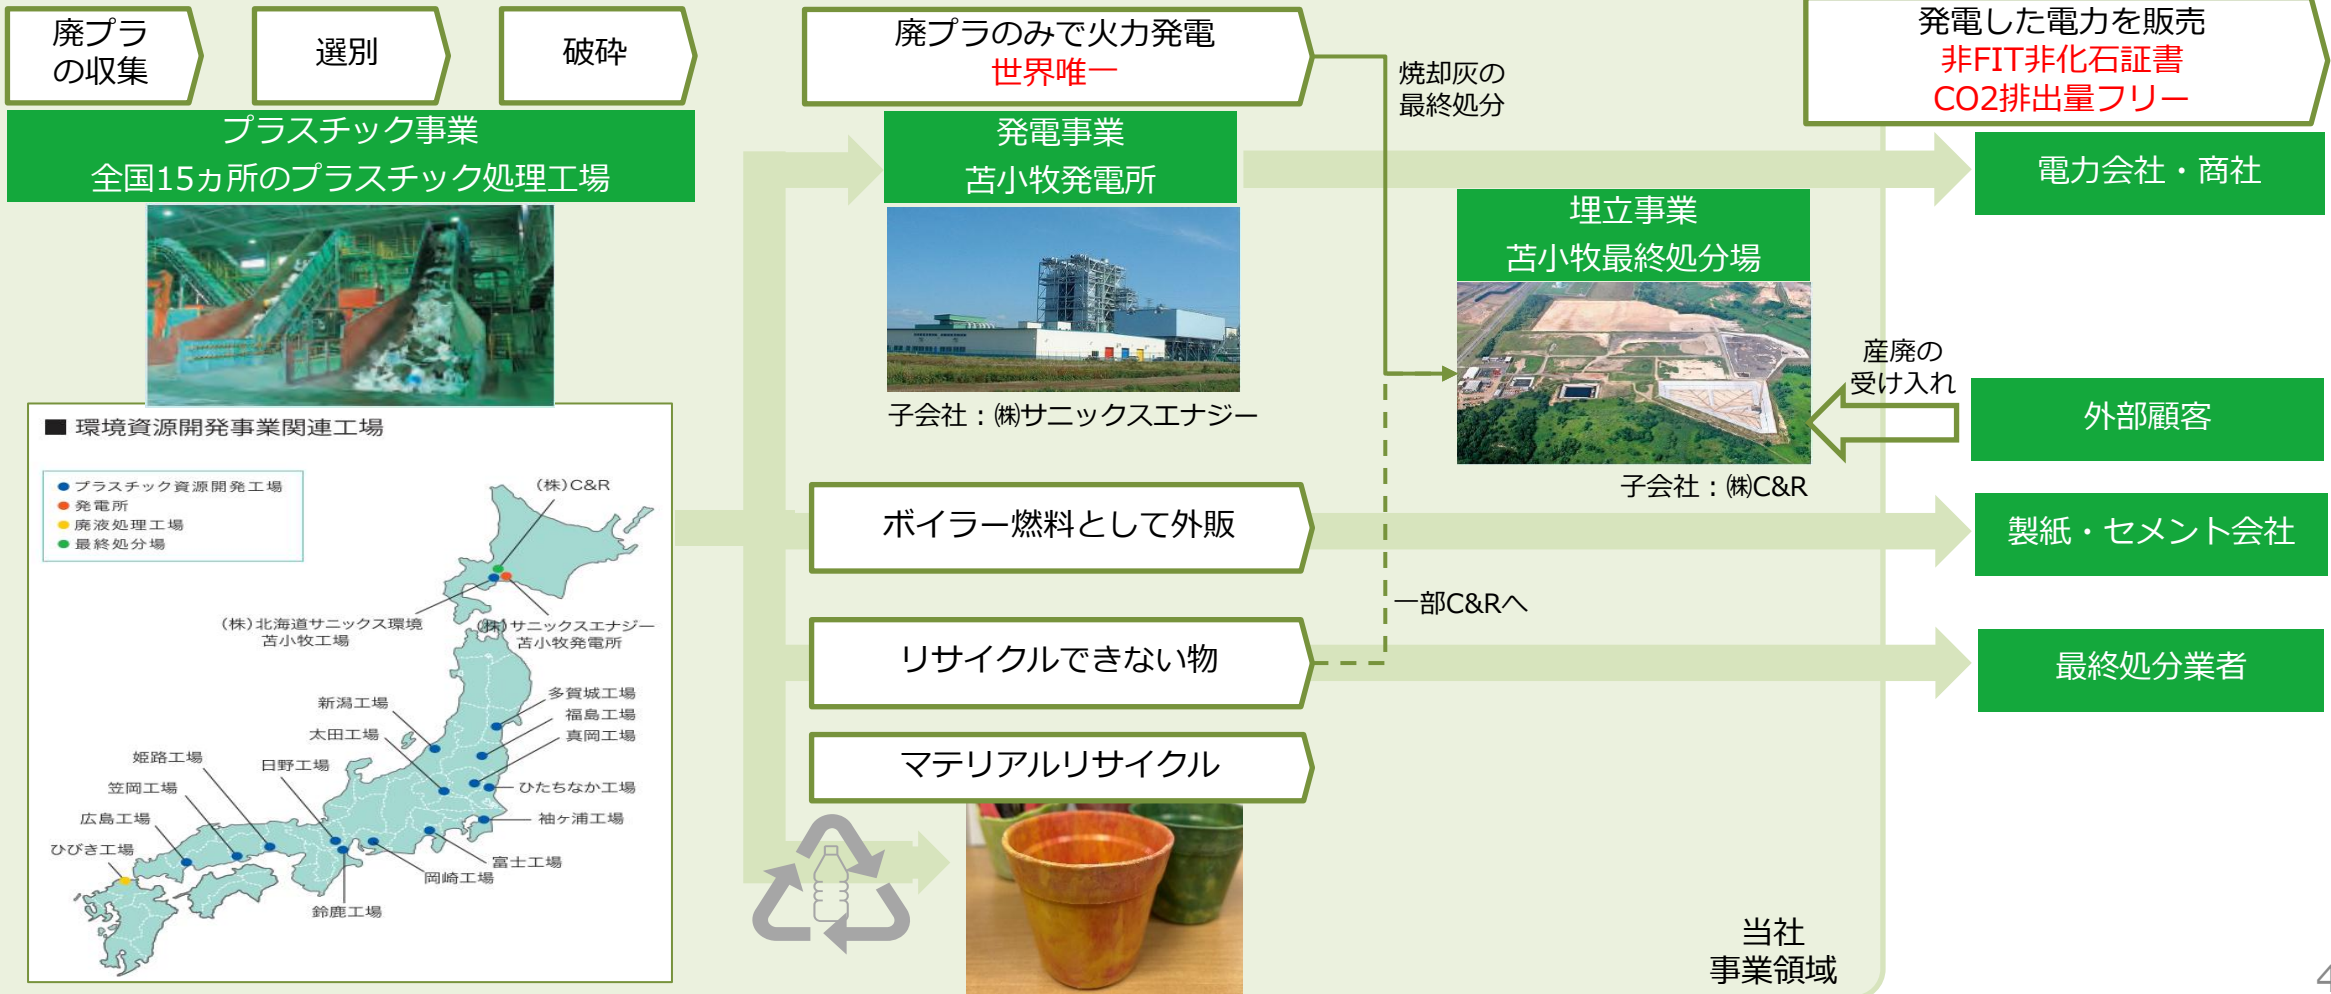 廃プラ
の収集
選別
破砕
プラスチック事業
全国15ヵ所のプラスチック処理工場
■ 環境資源開発事業関連工場
プラスチック資源開発工場
発電所
廃液処理工場
最終処分場
(株)C&R
(株)北海道サニックス環境
苫小牧工場
(株)サニックスエナジー
苫小牧発電所
多賀城工場
新潟工場
福島工場
太田工場
真岡工場
姫路工場
日野工場
笠岡工場
ひたちなか工場
広島工場
袖ヶ浦工場
ひびき工場
富士工場
岡崎工場
鈴鹿工場
廃プラのみで火力発電
世界唯一
発電事業
苫小牧発電所
子会社：㈱サニックスエナジー
焼却灰の
最終処分
埋立事業
苫小牧最終処分場
子会社：㈱C&R
ボイラー燃料として外販
一部C&Rへ
リサイクルできない物
マテリアルリサイクル
発電した電力を販売
非FIT非化石証書
CO2排出量フリー
電力会社・商社
産廃の
受け入れ
外部顧客
製紙・セメント会社
最終処分業者
当社
事業領域
4